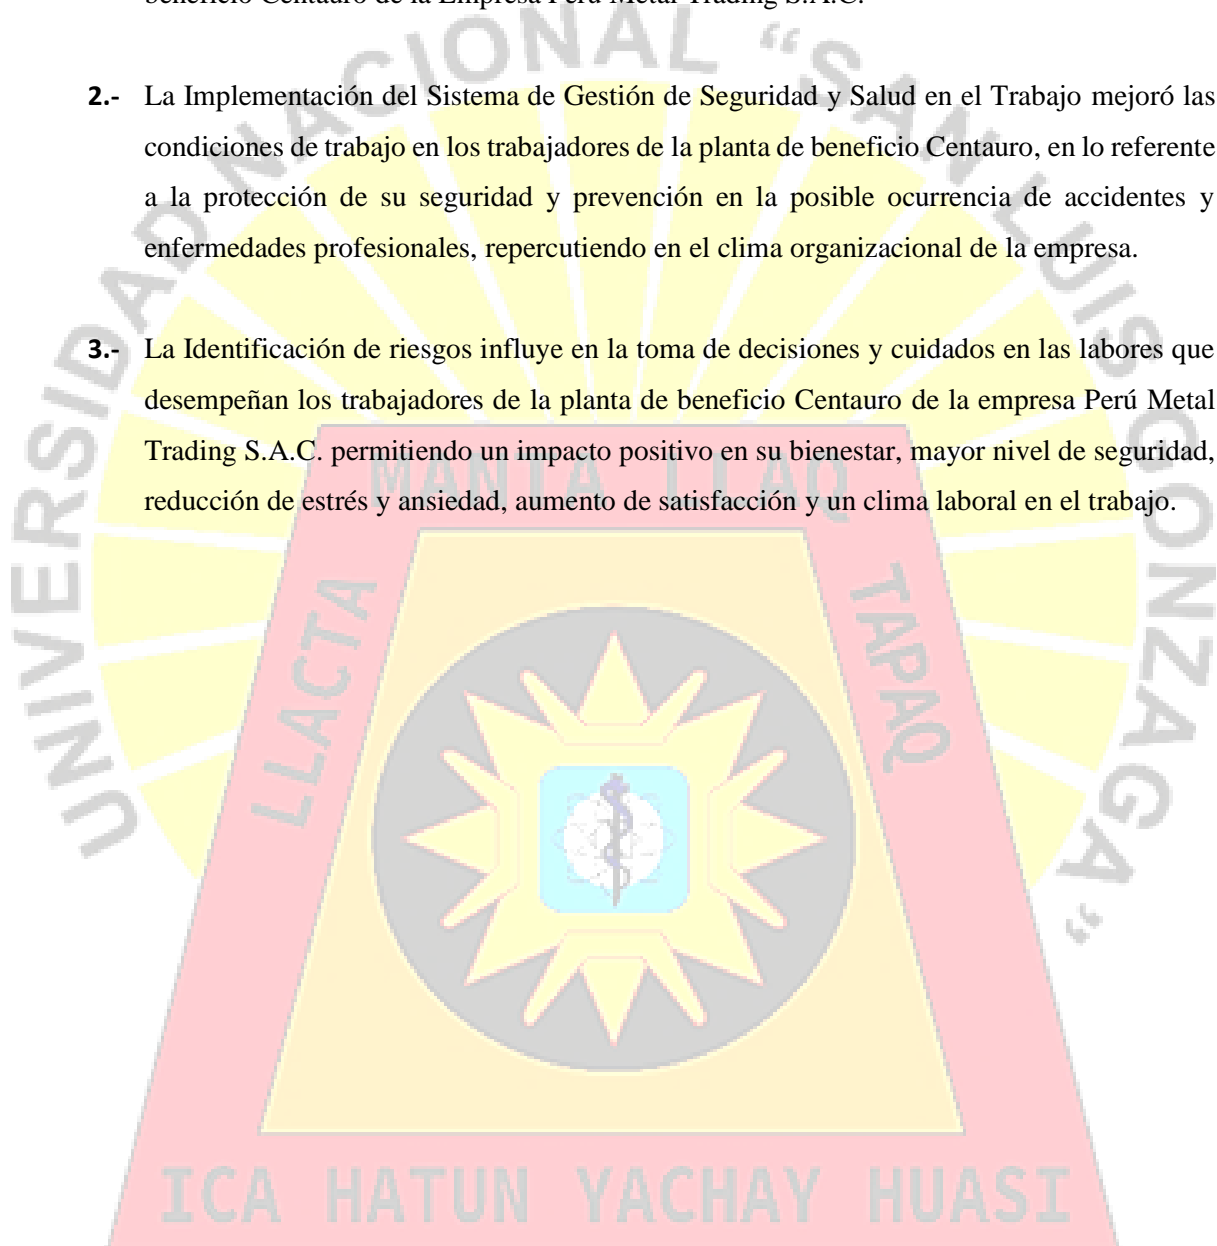 beneficio Centauro de la Empresa Perú Metal Trading S.A.C.
2.- La Implementación del Sistema de Gestión de Seguridad y Salud en el Trabajo mejoró las
condiciones de trabajo en los trabajadores de la planta de beneficio Centauro, en lo referente
a la protección de su seguridad y prevención en la posible ocurrencia de accidentes y
enfermedades profesionales, repercutiendo en el clima organizacional de la empresa.
3.- La Identificación de riesgos influye en la toma de decisiones y cuidados en las labores que
desempeñan los trabajadores de la planta de beneficio Centauro de la empresa Perú Metal
Trading S.A.C. permitiendo un impacto positivo en su bienestar, mayor nivel de seguridad,
reducción de estrés y ansiedad, aumento de satisfacción y un clima laboral en el trabajo.
UNIVERSIDAD NACIONAL “SAN LUIS GONZAGA”
LLACTA
MANTA LLAQ
TAPAQ
ICA HATUN YACHAY HUASI